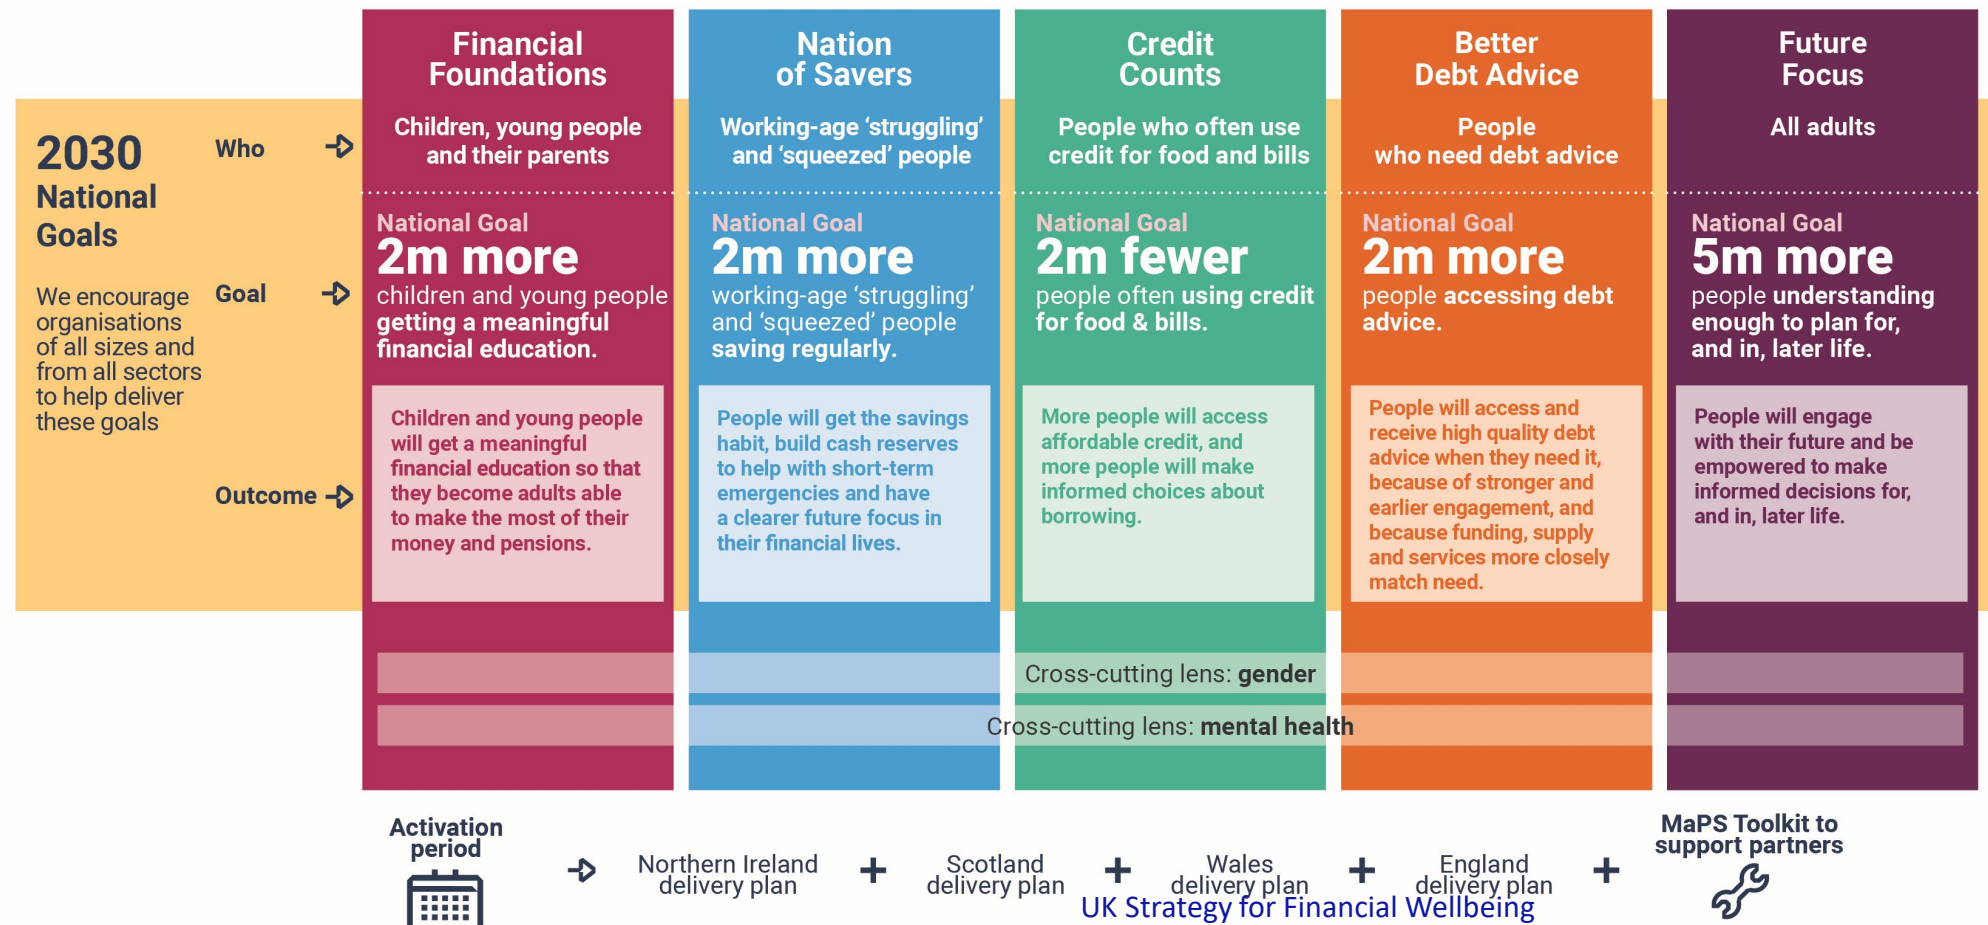 2030
National
Goals
We encourage
organisations
of all sizes and
from all sectors
to help deliver
these goals
Who
Goal
Outcome
Financial
Foundations
Children, young people
and their parents
National Goal
2m more
children and young people
getting a meaningful
financial education.
Children and young people
will get a meaningful
financial education so that
they become adults able
to make the most of their
money and pensions.
Nation
of Savers
Working-age ‘struggling’
and ‘squeezed’ people
National Goal
2m more
working-age ‘struggling’
and ‘squeezed’ people
saving regularly.
People will get the savings
habit, build cash reserves
to help with short-term
emergencies and have
a clearer future focus in
their financial lives.
Credit
Counts
People who often use
credit for food and bills
National Goal
2m fewer
people often using credit
for food & bills.
More people will access
affordable credit, and
more people will make
informed choices about
borrowing.
Better
Debt Advice
People
who need debt advice
National Goal
2m more
people accessing debt
advice.
People will access and
receive high quality debt
advice when they need it,
because of stronger and
earlier engagement, and
because funding, supply
and services more closely
match need.
Future
Focus
All adults
National Goal
5m more
people understanding
enough to plan for,
and in, later life.
People will engage
with their future and be
empowered to make
informed decisions for,
and in, later life.
Cross-cutting lens: gender
Cross-cutting lens: mental health
Activation
period
Northern Ireland
delivery plan
+
Scotland
delivery plan
+
Wales
delivery plan
+
England
delivery plan
+
MaPS Toolkit to
support partners
UK Strategy for Financial Wellbeing